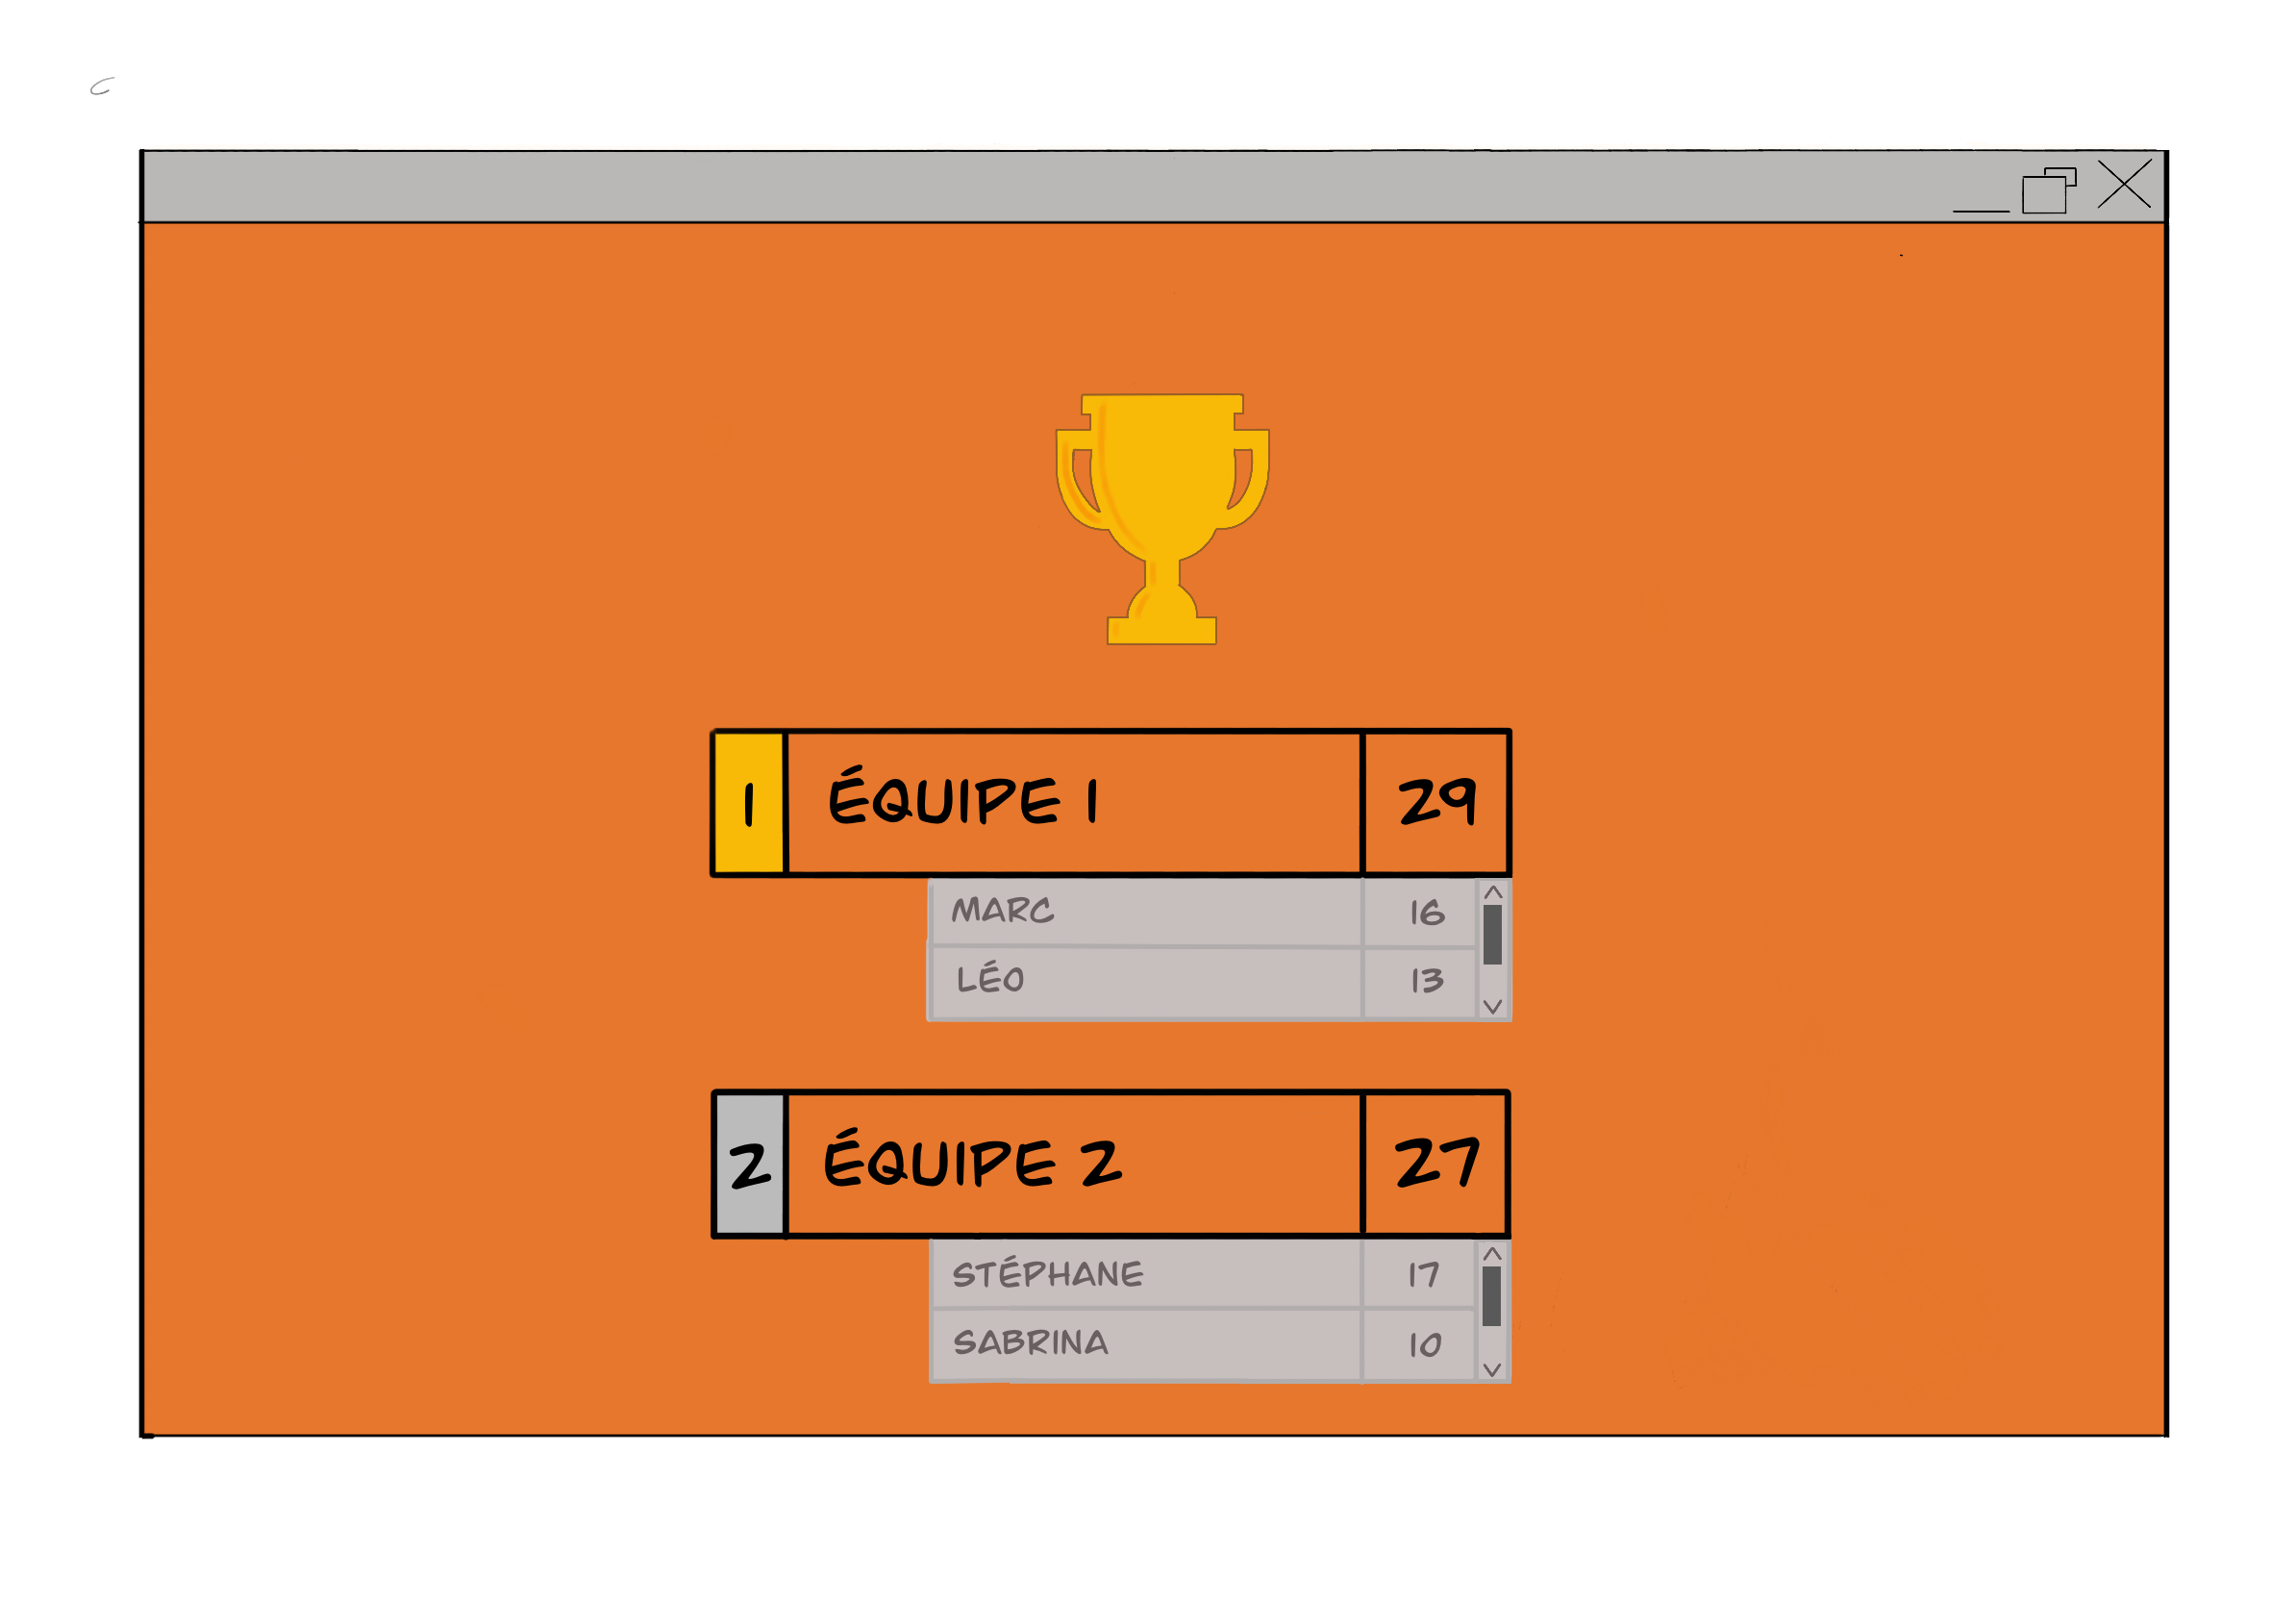 1 ÉQUIPE 1 29
MARC 16
LÉO 13
2 ÉQUIPE 2 27
STÉPHANE 17
SABRINA 10